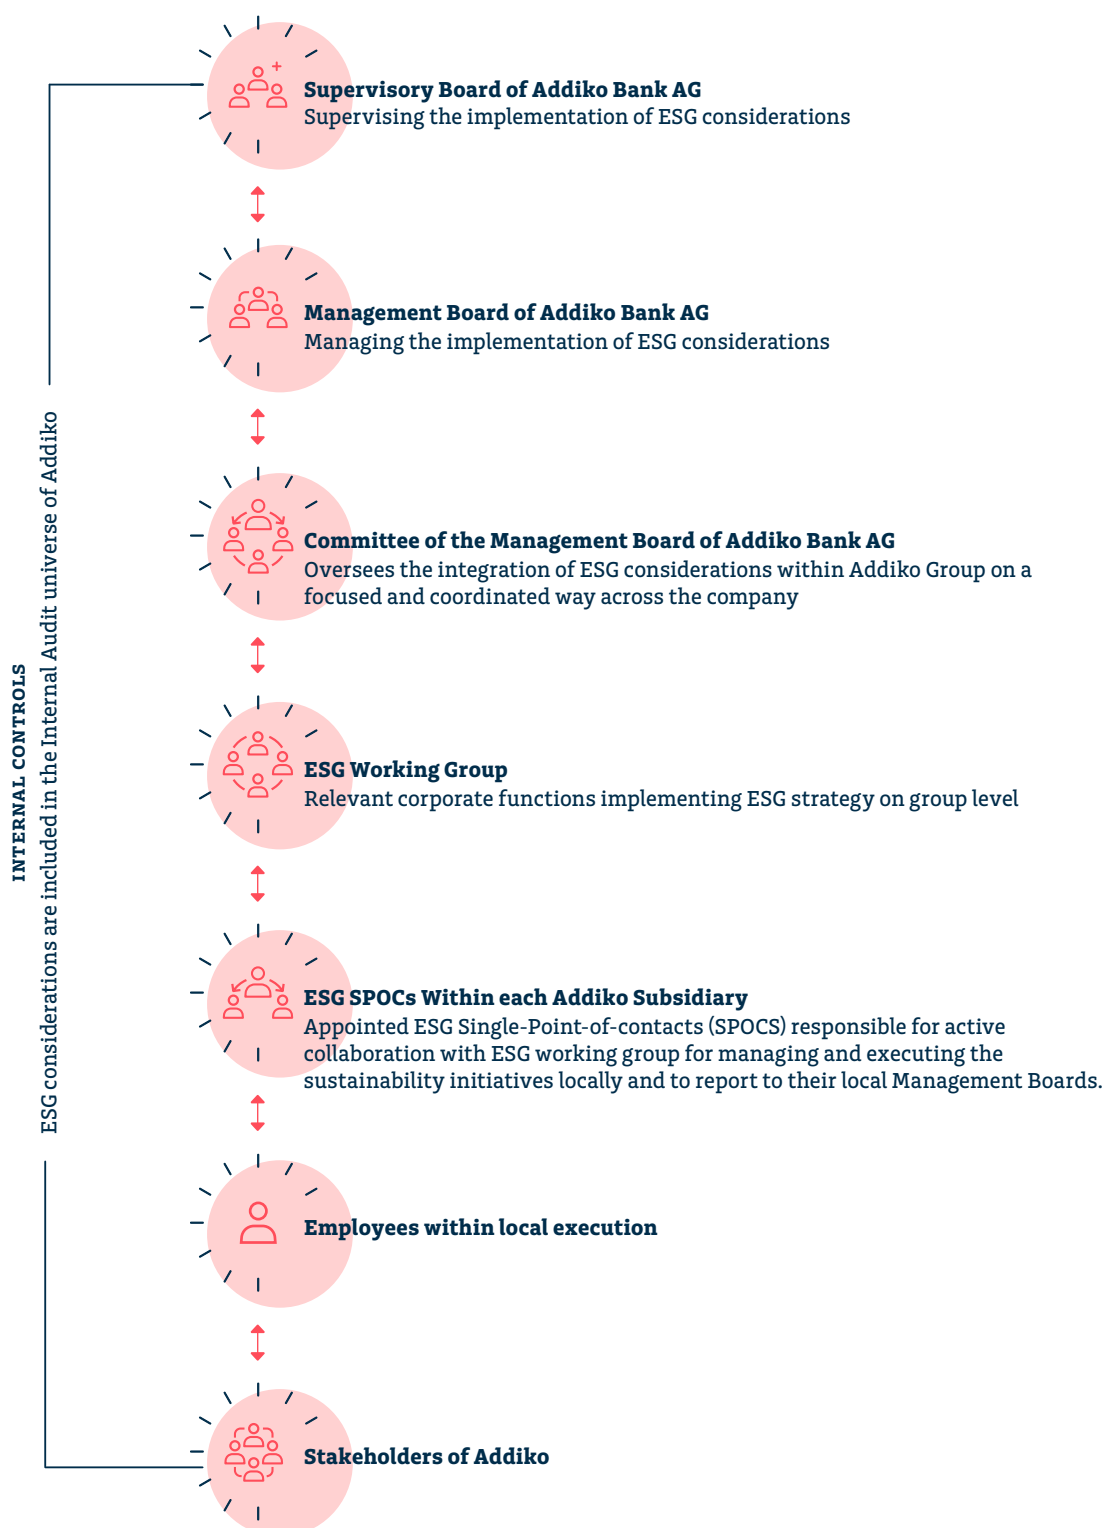 INTERNAL CONTROLS
ESG considerations are included in the Internal Audit universe of Addiko
Supervisory Board of Addiko Bank AG
Supervising the implementation of ESG considerations
Management Board of Addiko Bank AG
Managing the implementation of ESG considerations
Committee of the Management Board of Addiko Bank AG
Oversees the integration of ESG considerations within Addiko Group on a
focused and coordinated way across the company
ESG Working Group
Relevant corporate functions implementing ESG strategy on group level
ESG SPOCs Within each Addiko Subsidiary
Appointed ESG Single-Point-of-contacts (SPOCS) responsible for active
collaboration with ESG working group for managing and executing the
sustainability initiatives locally and to report to their local Management Boards.
Employees within local execution
Stakeholders of Addiko